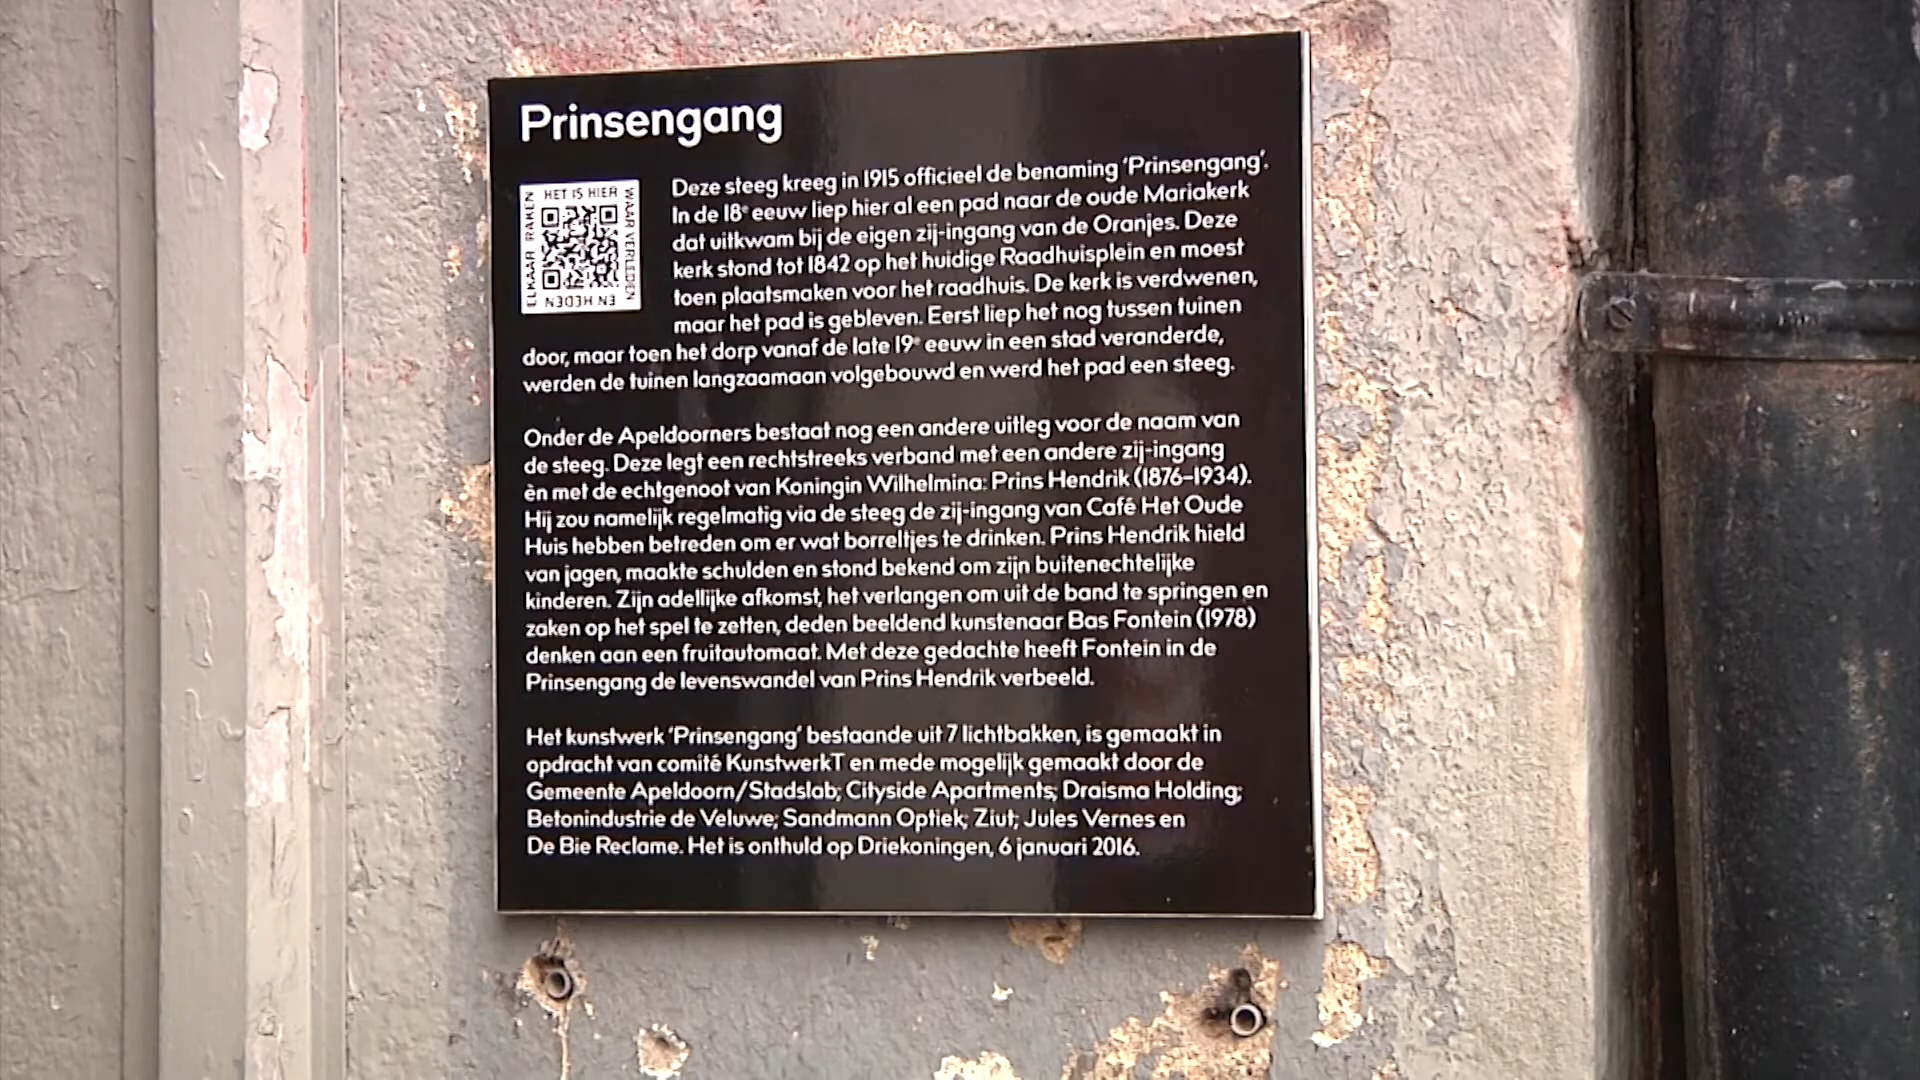 Prinsengang
HET IS HIER
WAAR VERLEDEN
EN HEDEN
ELKAAR RAKEN
Deze steeg kreeg in 1915 officieel de benaming ‘Prinsengang’.
In de 18e eeuw liep hier al een pad naar de oude Mariakerk
dat uitkwam bij de eigen zij-ingang van de Oranjes. Deze
kerk stond tot 1842 op het huidige Raadhuisplein en moest
toen plaatsmaken voor het raadhuis. De kerk is verdwenen,
maar het pad is gebleven. Eerst liep het nog tussen tuinen
door, maar toen het dorp vanaf de late 19e eeuw in een stad veranderde,
werden de tuinen langzaamaan volgebouwd en werd het pad een steeg.
Onder de Apeldoorners bestaat nog een andere uitleg voor de naam van
de steeg. Deze legt een rechtstreeks verband met een andere zij-ingang
èn met de echtgenoot van Koningin Wilhelmina: Prins Hendrik (1876-1934).
Hij zou namelijk regelmatig via de steeg de zij-ingang van Café Het Oude
Huis hebben betreden om er wat borreltjes te drinken. Prins Hendrik hield
van jagen, maakte schulden en stond bekend om zijn buitenechtelijke
kinderen. Zijn adellijke afkomst, het verlangen om uit de band te springen en
zaken op het spel te zetten, deden beeldend kunstenaar Bas Fontein (1978)
denken aan een fruitautomaat. Met deze gedachte heeft Fontein in de
Prinsengang de levenswandel van Prins Hendrik verbeeld.
Het kunstwerk ‘Prinsengang’ bestaande uit 7 lichtbakken, is gemaakt in
opdracht van comité KunstwerkT en mede mogelijk gemaakt door de
Gemeente Apeldoorn/Stadslab; Cityside Apartments; Draisma Holding;
Betonindustrie de Veluwe; Sandmann Optiek; Ziut; Jules Vernes en
De Bie Reclame. Het is onthuld op Driekoningen, 6 januari 2016.